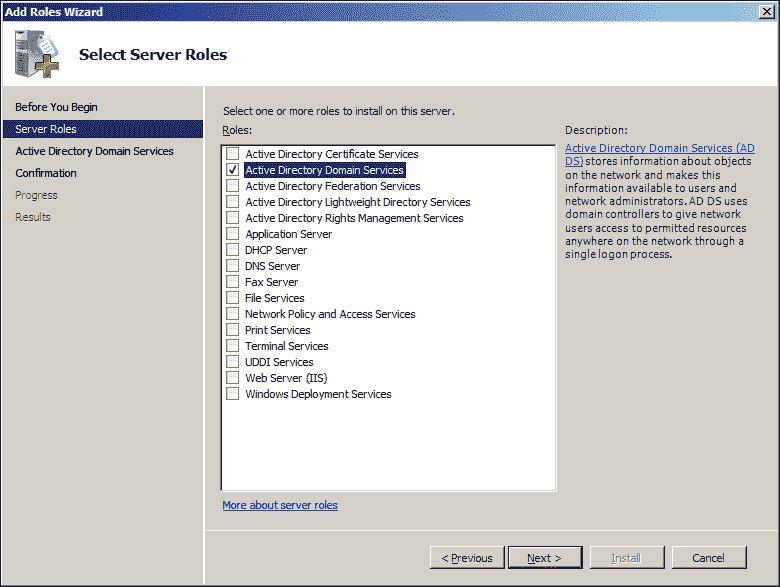 Add Roles Wizard
Select Server Roles
Before You Begin
Server Roles
Active Directory Domain Services
Confirmation
Progress
Results
Select one or more roles to install on this server.
Roles:
Active Directory Certificate Services
Active Directory Domain Services
Active Directory Federation Services
Active Directory Lightweight Directory Services
Active Directory Rights Management Services
Application Server
DHCP Server
DNS Server
Fax Server
File Services
Network Policy and Access Services
Print Services
Terminal Services
UDDI Services
Web Server (IIS)
Windows Deployment Services
More about server roles
Description:
Active Directory Domain Services (AD
DS) stores information about objects
on the network and makes this
information available to users and
network administrators. AD DS uses
domain controllers to give network
users access to permitted resources
anywhere on the network through a
single logon process.
< Previous
Next >
Install
Cancel